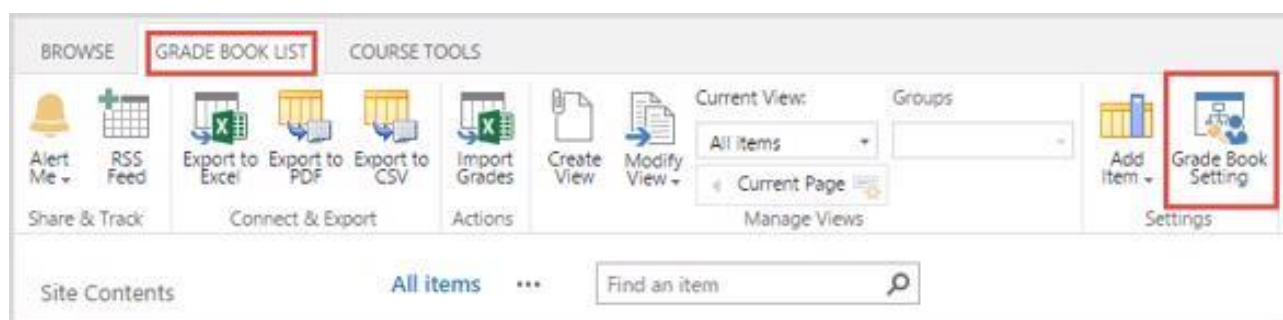 BROWSE
GRADE BOOK LIST
COURSE TOOLS
Alert
Me
RSS
Feed
Share & Track
Export to
Excel
Export to
PDF
Export to
CSV
Connect & Export
Import
Grades
Actions
Create
View
Modify
View
Current View:
All items
Current Page
Groups
Manage Views
Add
Item
Grade Book
Setting
Settings
Site Contents
All items
...
Find an item